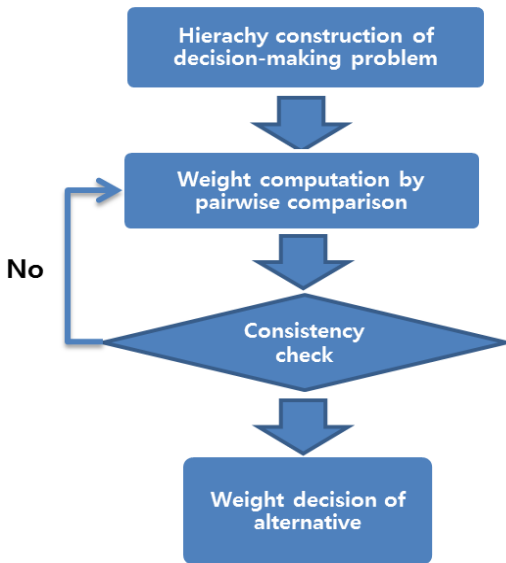 Hierachy construction of
decision-making problem
Weight computation by
pairwise comparison
No
Consistency
check
Weight decision of
alternative